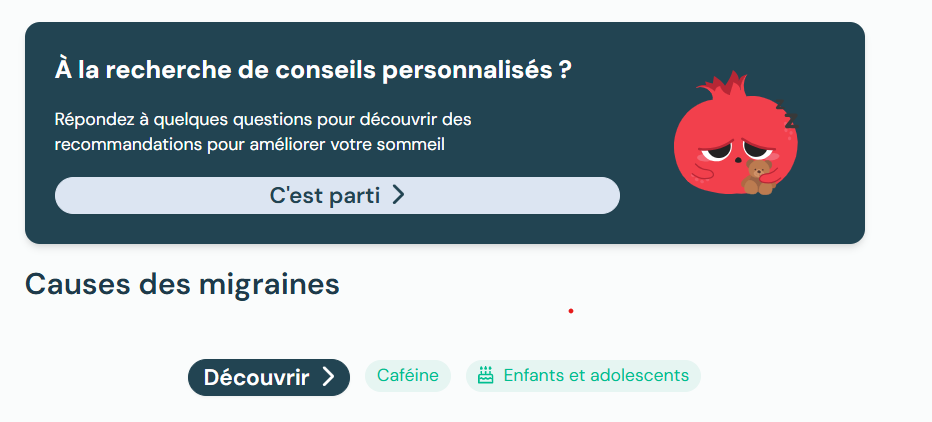 À la recherche de conseils personnalisés ?
Répondez à quelques questions pour découvrir des
recommandations pour améliorer votre sommeil
C'est parti
Causes des migraines
Découvrir
Caféine
Enfants et adolescents